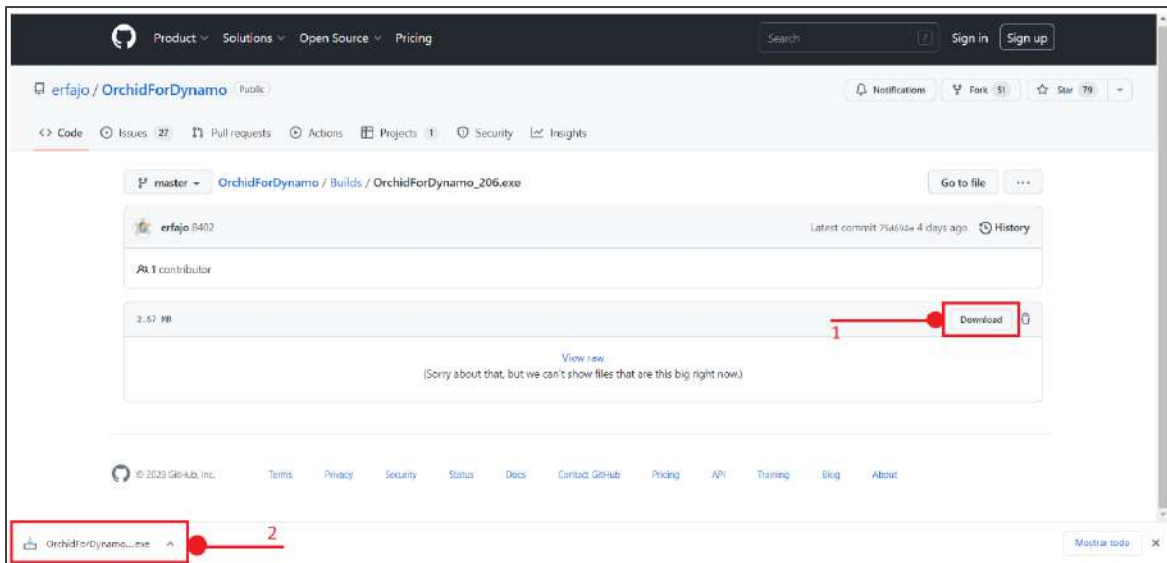 Product Solutions Open Source Pricing Search / Sign in Sign up
erfajo / OrchidForDynamo Public Notifications Fork 51 Star 79
Code Issues 27 Pull requests Actions Projects 1 Security Insights
master OrchidForDynamo / Builds / OrchidForDynamo_206.exe Go to file ...
erfajo 8402 Latest commit 4 days ago History
1 contributor
2.67 MB Download
1
View raw
(Sorry about that, but we can't show files that are this big right now.)
© 2023 GitHub, Inc. Terms Privacy Security Status Docs Contact GitHub Pricing API Training Blog About
OrchidForDynamo....exe 2 Mostrar todo